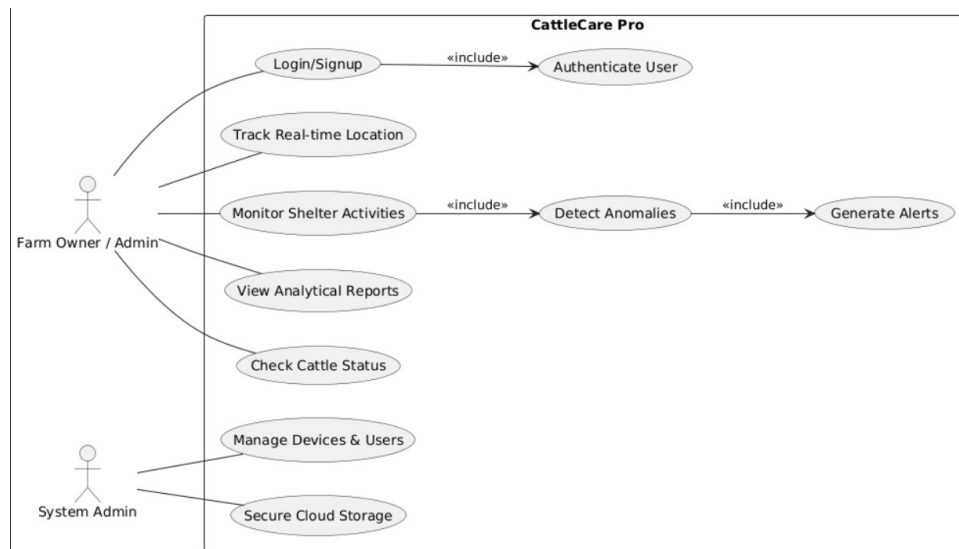 CattleCare Pro
Login/Signup
«include»
Authenticate User
Track Real-time Location
Farm Owner / Admin
Monitor Shelter Activities
«include»
Detect Anomalies
«include»
Generate Alerts
View Analytical Reports
Check Cattle Status
System Admin
Manage Devices & Users
Secure Cloud Storage